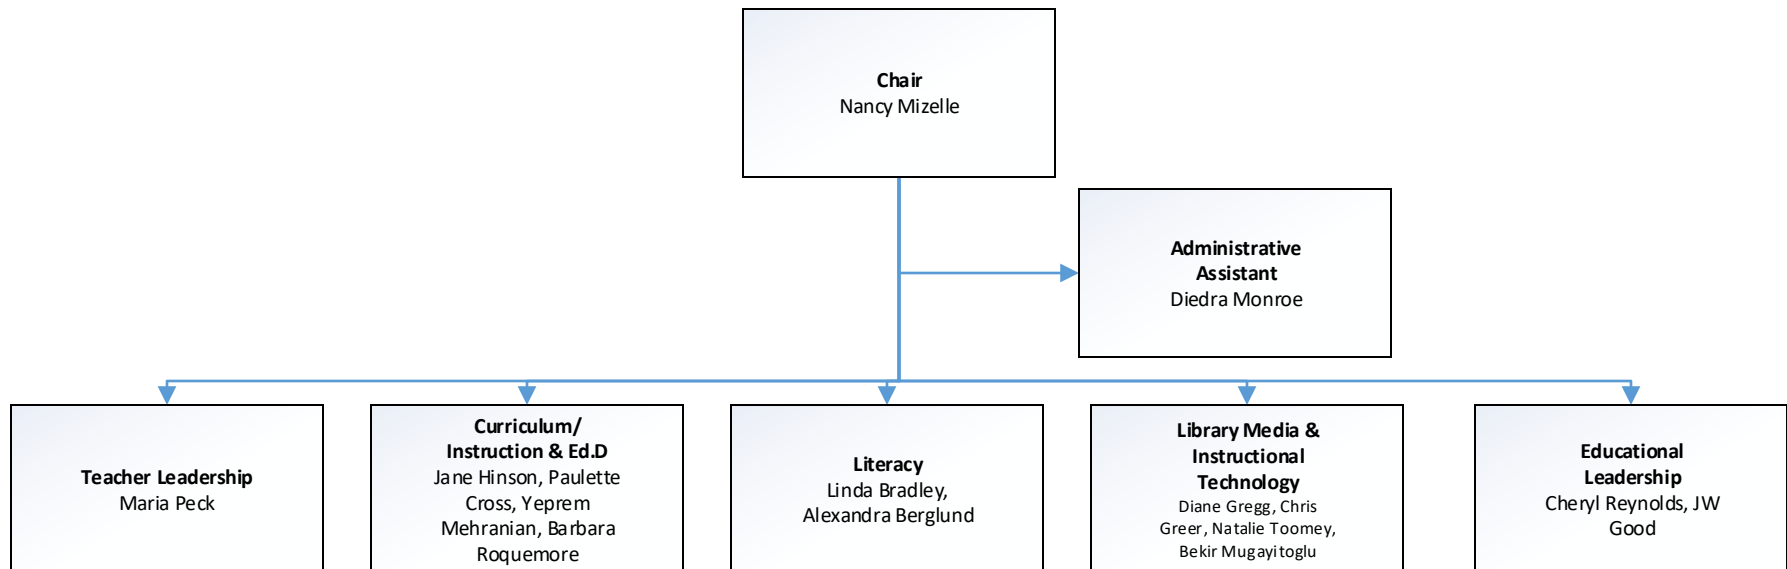 Chair
Nancy Mizelle
Administrative
Assistant
Diedra Monroe
Teacher Leadership
Maria Peck
Curriculum/
Instruction & Ed.D
Jane Hinson, Paulette
Cross, Yeprem
Mehranian, Barbara
Roquemore
Literacy
Linda Bradley,
Alexandra Berglund
Library Media &
Instructional
Technology
Diane Gregg, Chris
Greer, Natalie Toomey,
Bekir Mugayitoglu
Educational
Leadership
Cheryl Reynolds, JW
Good